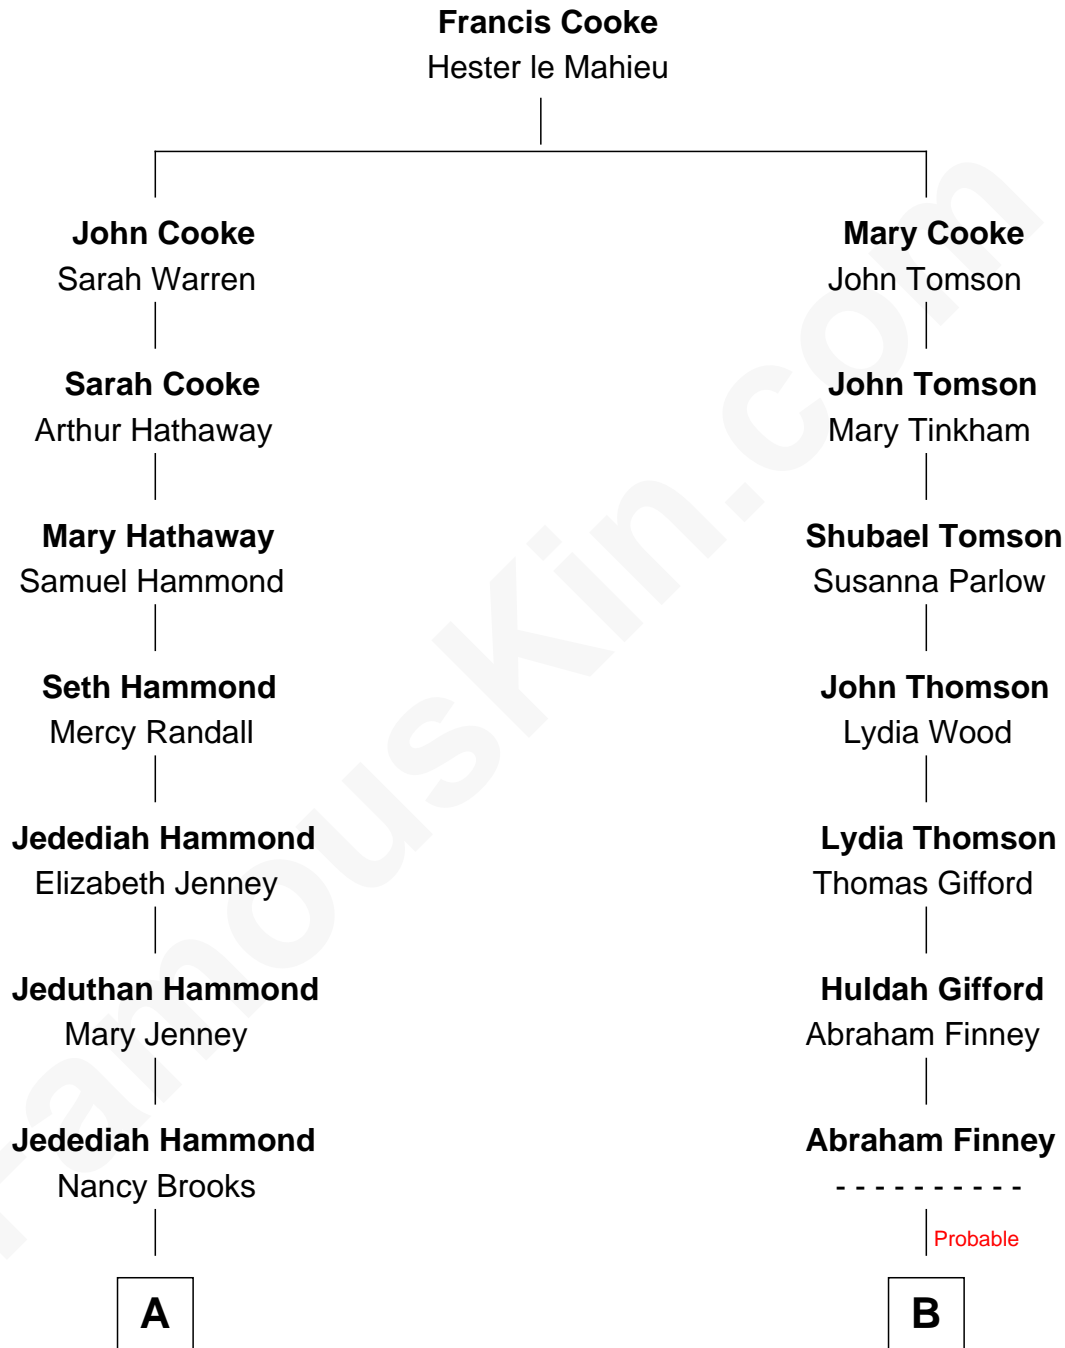 Francis Cooke
Hester le Mahieu
John Cooke
Sarah Warren
Mary Cooke
John Tomson
Sarah Cooke
Arthur Hathaway
John Tomson
Mary Tinkham
Mary Hathaway
Samuel Hammond
Shubael Tomson
Susanna Parlow
Seth Hammond
Mercy Randall
John Thomson
Lydia Wood
Jedediah Hammond
Elizabeth Jenney
Lydia Thomson
Thomas Gifford
Jeduthan Hammond
Mary Jenney
Huldah Gifford
Abraham Finney
Jedediah Hammond
Nancy Brooks
Abraham Finney
- - - - - - - - - -
Probable
A
B
FamousKin.com